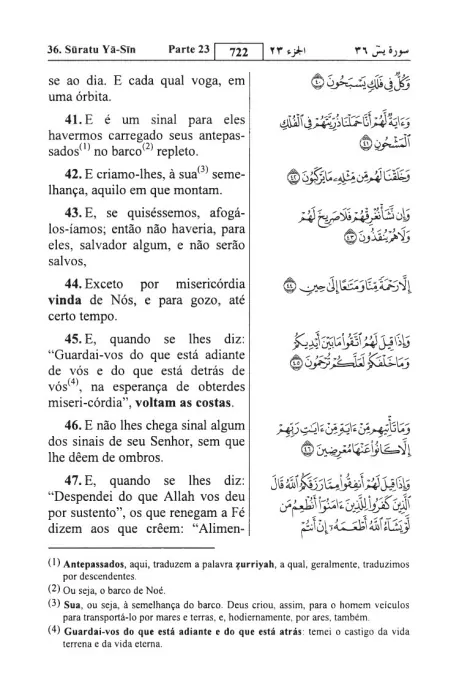 36. Sūratu Yā-Sīn Parte 23 722 الجزء ٢٣ سورة يس ٣٦
se ao dia. E cada qual voga, em
uma órbita.
41. E é um sinal para eles
havermos carregado seus antepas-
sados(1) no barco(2) repleto.
42. E criamo-lhes, à sua(3) seme-
lhança, aquilo em que montam.
43. E, se quiséssemos, afogá-
los-íamos; então não haveria, para
eles, salvador algum, e não serão
salvos,
44. Exceto por misericórdia
vinda de Nós, e para gozo, até
certo tempo.
45. E, quando se lhes diz:
“Guardai-vos do que está adiante
de vós e do que está detrás de
vós(4), na esperança de obterdes
miseri-córdia”, voltam as costas.
46. E não lhes chega sinal algum
dos sinais de seu Senhor, sem que
lhe dêem de ombros.
47. E, quando se lhes diz:
“Despendei do que Allah vos deu
por sustento”, os que renegam a Fé
dizem aos que crêem: “Alimen-
وَكُلٌّ فِي فَلَكٍ يَسْبَحُونَ ٤٠
وَءَايَةٌ لَّهُمْ أَنَّا حَمَلْنَا ذُرِّيَّتَهُمْ فِي الْفُلْكِ
الْمَشْحُونِ ٤١
وَخَلَقْنَا لَهُم مِّن مِّثْلِهِ مَا يَرْكَبُونَ ٤٢
وَإِن نَّشَأْ نُغْرِقْهُمْ فَلَا صَرِيخَ لَهُمْ
وَلَا هُمْ يُنقَذُونَ ٤٣
إِلَّا رَحْمَةً مِّنَّا وَمَتَاعًا إِلَىٰ حِينٍ ٤٤
وَإِذَا قِيلَ لَهُمُ اتَّقُوا مَا بَيْنَ أَيْدِيكُمْ
وَمَا خَلْفَكُمْ لَعَلَّكُمْ تُرْحَمُونَ ٤٥
وَمَا تَأْتِيهِم مِّنْ ءَايَةٍ مِّنْ ءَايَاتِ رَبِّهِمْ
إِلَّا كَانُوا عَنْهَا مُعْرِضِينَ ٤٦
وَإِذَا قِيلَ لَهُمْ أَنفِقُوا مِمَّا رَزَقَكُمُ اللَّهُ قَالَ
الَّذِينَ كَفَرُوا لِلَّذِينَ ءَامَنُوا أَنُطْعِمُ مَن
لَّوْ يَشَاءُ اللَّهُ أَطْعَمَهُ إِنْ أَنتُمْ
(1) Antepassados, aqui, traduzem a palavra ẓurriyah, a qual, geralmente, traduzimos
por descendentes.
(2) Ou seja, o barco de Noé.
(3) Sua, ou seja, à semelhança do barco. Deus criou, assim, para o homem veículos
para transportá-lo por mares e terras, e, hodiernamente, por ares, também.
(4) Guardai-vos do que está adiante e do que está atrás: temei o castigo da vida
terrena e da vida eterna.